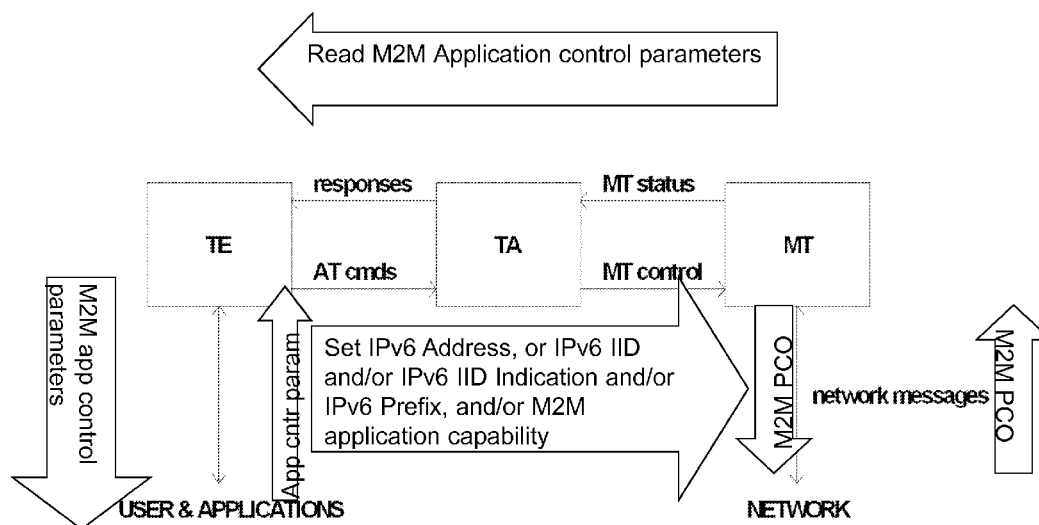 Read M2M Application control parameters
responses
MT status
TE
TA
MT
AT cmds
MT control
M2M app control
parameters
App cntr param
Set IPv6 Address, or IPv6 IID
and/or IPv6 IID Indication and/or
IPv6 Prefix, and/or M2M
application capability
M2M PCO
network messages
M2M PCO
USER & APPLICATIONS
NETWORK